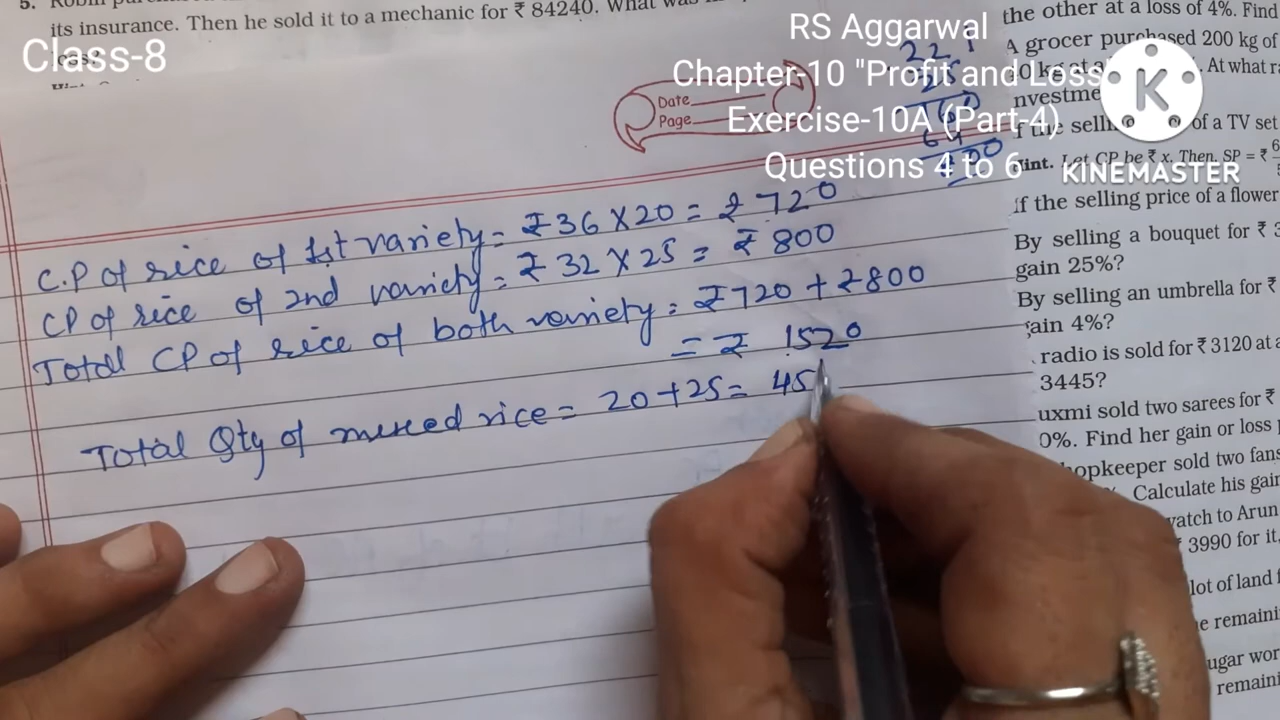 5. Robin
its insurance. Then he sold it to a mechanic for ₹ 84240. What was
Class-8
RS Aggarwal
Chapter-10 "Profit and Loss"
Exercise-10A (Part-4)
Questions 4 to 6
KINEMASTER
K
Date
Page
C.P of rice of 1st variety = ₹36 × 20 = ₹ 720
CP of rice of 2nd variety = ₹ 32 × 25 = ₹ 800
Total CP of rice of both variety = ₹720 + ₹800
= ₹ 1520
Total Qty of mixed rice = 20+25 = 45
the other at a loss of 4%. Find
A grocer purchased 200 kg of
At what
of a TV set
Hint. Let CP be ₹ x. Then, SP = ₹
If the selling price of a flower
By selling a bouquet for ₹
gain 25%?
By selling an umbrella for ₹
gain 4%?
radio is sold for ₹ 3120 at
3445?
uxmi sold two sarees for ₹
0%. Find her gain or loss
hopkeeper sold two fans
Calculate his gain
watch to Arun
₹ 3990 for it,
lot of land
e remaini
ugar wor
remaini